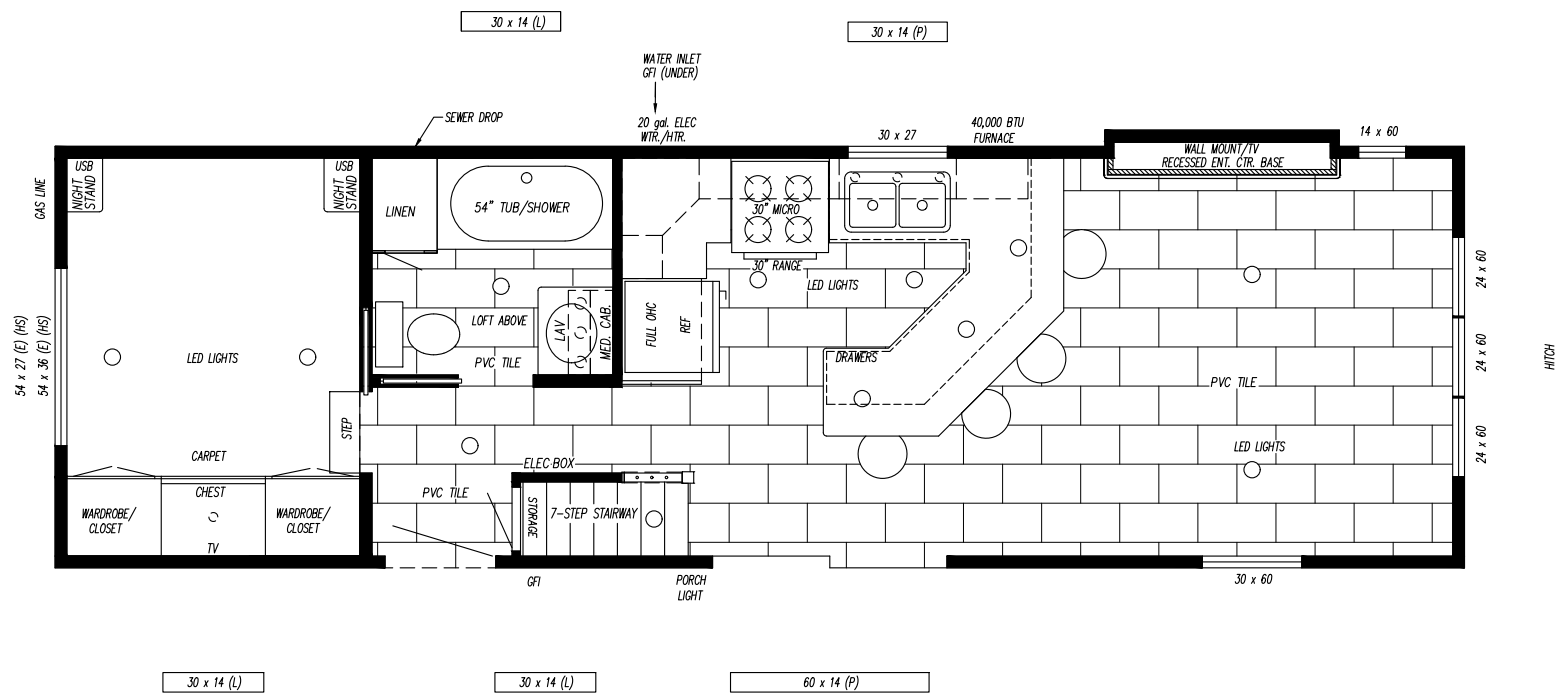 30 x 14 (L)
30 x 14 (P)
WATER INLET
GFI (UNDER)
SEWER DROP
20 gal. ELEC
WTR./HTR.
30 x 27
40,000 BTU
FURNACE
14 x 60
WALL MOUNT/TV
RECESSED ENT. CTR. BASE
GAS LINE
USB
NIGHT
STAND
USB
NIGHT
STAND
LINEN
54" TUB/SHOWER
30" MICRO
30" RANGE
LED LIGHTS
24 x 60
LOFT ABOVE
LAV
MED. CAB.
FULL OHC
REF
PVC TILE
54 x 27 (E) (HS)
54 x 36 (E) (HS)
LED LIGHTS
DRAWERS
24 x 60
HITCH
PVC TILE
STEP
CARPET
LED LIGHTS
24 x 60
ELEC-BOX
CHEST
PVC TILE
WARDROBE/
CLOSET
WARDROBE/
CLOSET
STORAGE
7-STEP STAIRWAY
TV
GFI
PORCH
LIGHT
30 x 60
30 x 14 (L)
30 x 14 (L)
60 x 14 (P)